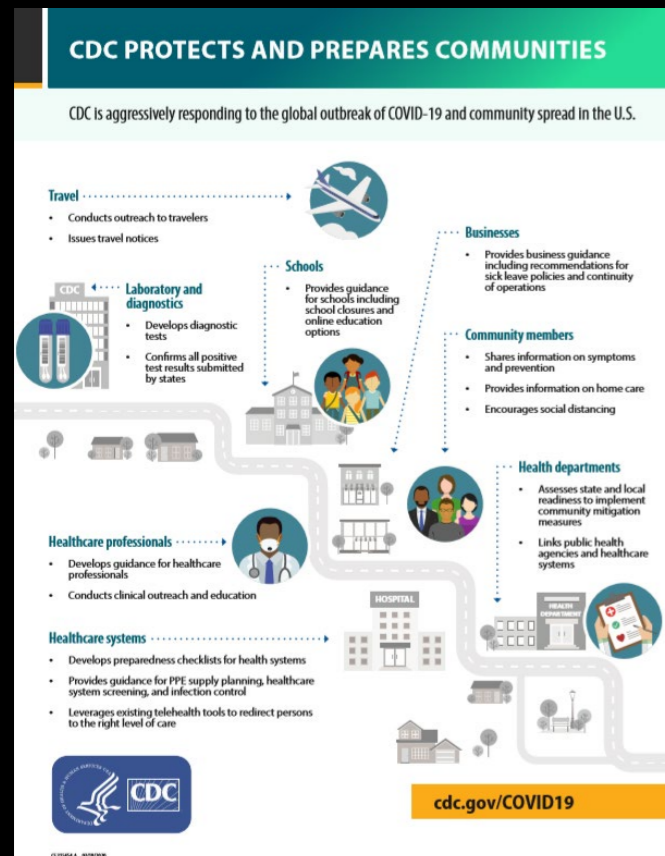 CDC PROTECTS AND PREPARES COMMUNITIES
CDC is aggressively responding to the global outbreak of COVID-19 and community spread in the U.S.
Travel
• Conducts outreach to travelers
• Issues travel notices
CDC
Laboratory and
diagnostics
• Develops diagnostic
tests
• Confirms all positive
test results submitted
by states
Schools
• Provides guidance
for schools including
school closures and
online education
options
Businesses
• Provides business guidance
including recommendations for
sick leave policies and continuity
of operations
Community members
• Shares information on symptoms
and prevention
• Provides information on home care
• Encourages social distancing
Health departments
• Assesses state and local
readiness to implement
community mitigation
measures
• Links public health
agencies and healthcare
systems
Healthcare professionals
• Develops guidance for healthcare
professionals
• Conducts clinical outreach and education
HOSPITAL
HEALTH
DEPARTMENT
Healthcare systems
• Develops preparedness checklists for health systems
• Provides guidance for PPE supply planning, healthcare
system screening, and infection control
• Leverages existing telehealth tools to redirect persons
to the right level of care
CDC
cdc.gov/COVID19